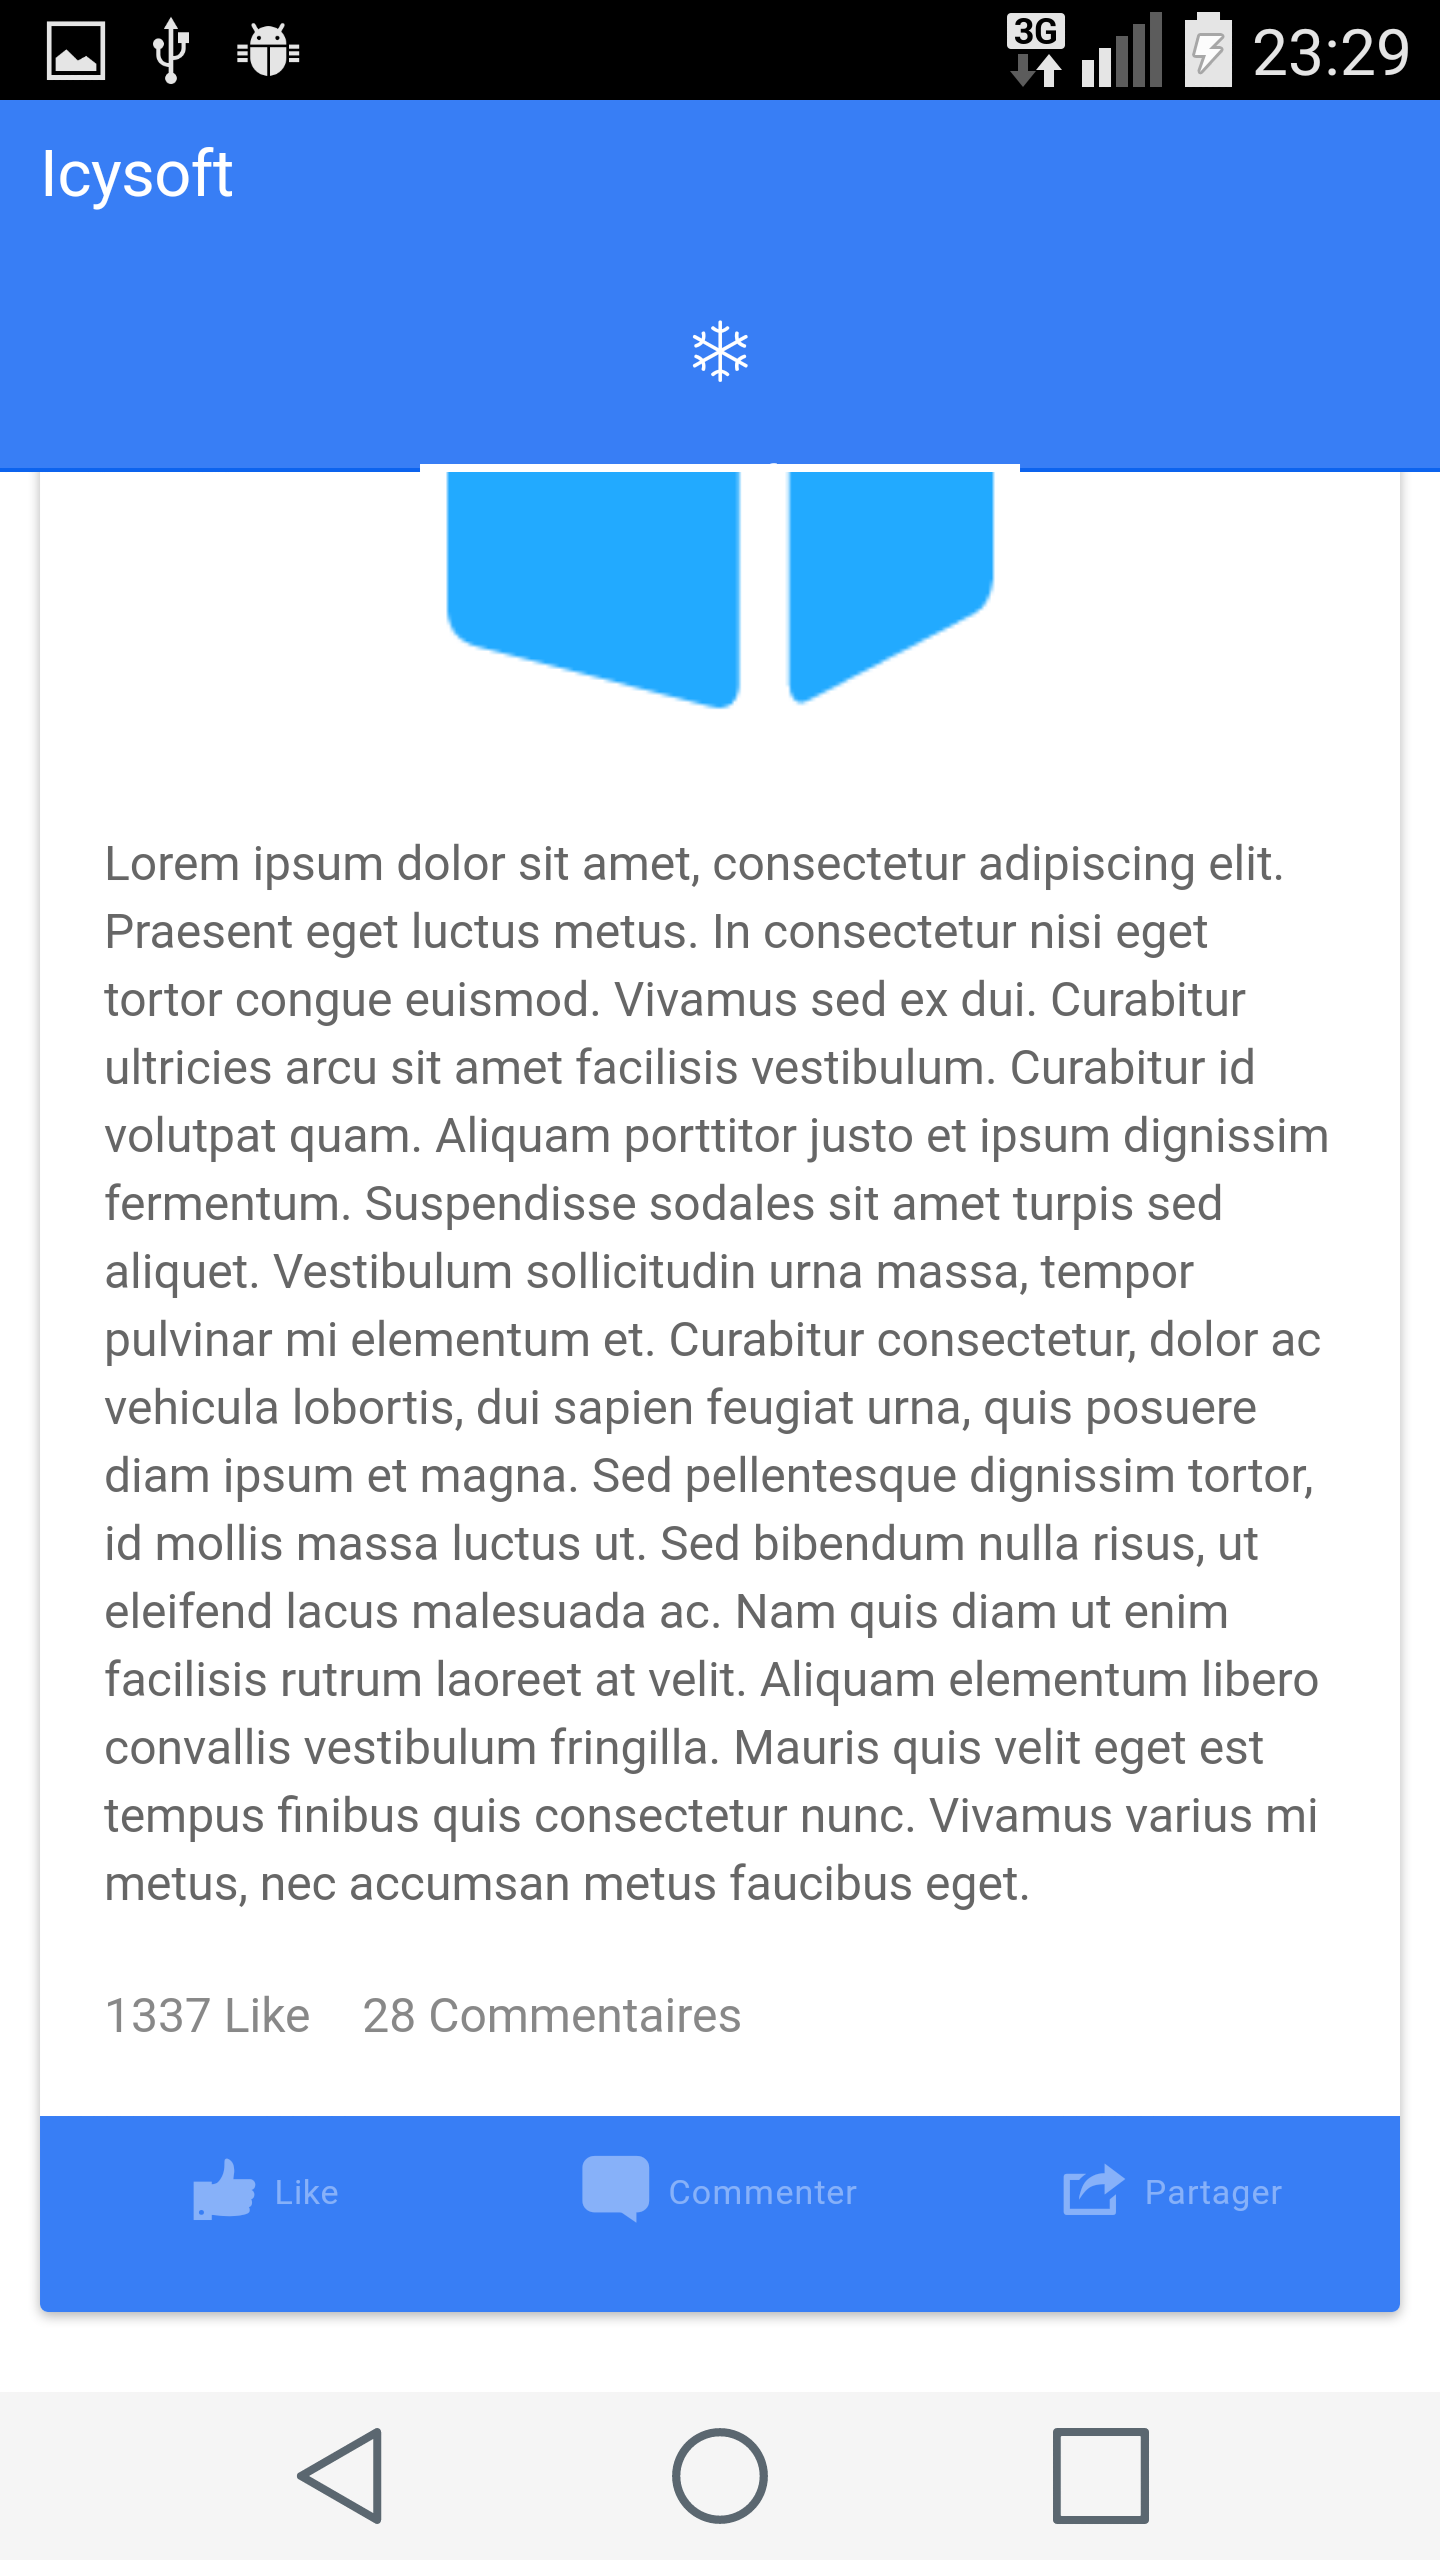 3G 23:29
Icysoft
Lorem ipsum dolor sit amet, consectetur adipiscing elit.
Praesent eget luctus metus. In consectetur nisi eget
tortor congue euismod. Vivamus sed ex dui. Curabitur
ultricies arcu sit amet facilisis vestibulum. Curabitur id
volutpat quam. Aliquam porttitor justo et ipsum dignissim
fermentum. Suspendisse sodales sit amet turpis sed
aliquet. Vestibulum sollicitudin urna massa, tempor
pulvinar mi elementum et. Curabitur consectetur, dolor ac
vehicula lobortis, dui sapien feugiat urna, quis posuere
diam ipsum et magna. Sed pellentesque dignissim tortor,
id mollis massa luctus ut. Sed bibendum nulla risus, ut
eleifend lacus malesuada ac. Nam quis diam ut enim
facilisis rutrum laoreet at velit. Aliquam elementum libero
convallis vestibulum fringilla. Mauris quis velit eget est
tempus finibus quis consectetur nunc. Vivamus varius mi
metus, nec accumsan metus faucibus eget.
1337 Like 28 Commentaires
Like Commenter Partager